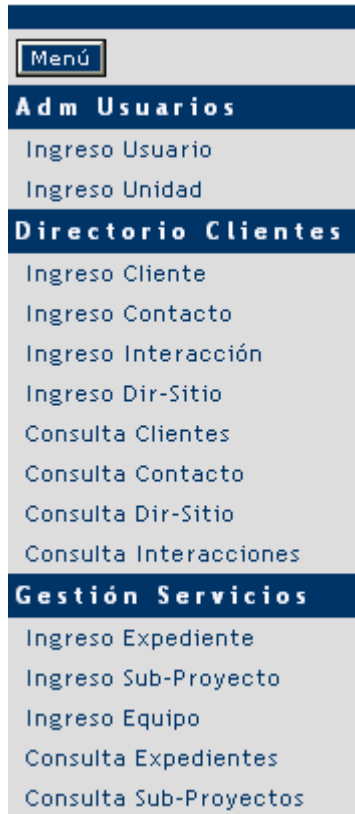 Menú
Adm Usuarios
Ingreso Usuario
Ingreso Unidad
Directorio Clientes
Ingreso Cliente
Ingreso Contacto
Ingreso Interacción
Ingreso Dir-Sitio
Consulta Clientes
Consulta Contacto
Consulta Dir-Sitio
Consulta Interacciones
Gestión Servicios
Ingreso Expediente
Ingreso Sub-Proyecto
Ingreso Equipo
Consulta Expedientes
Consulta Sub-Proyectos